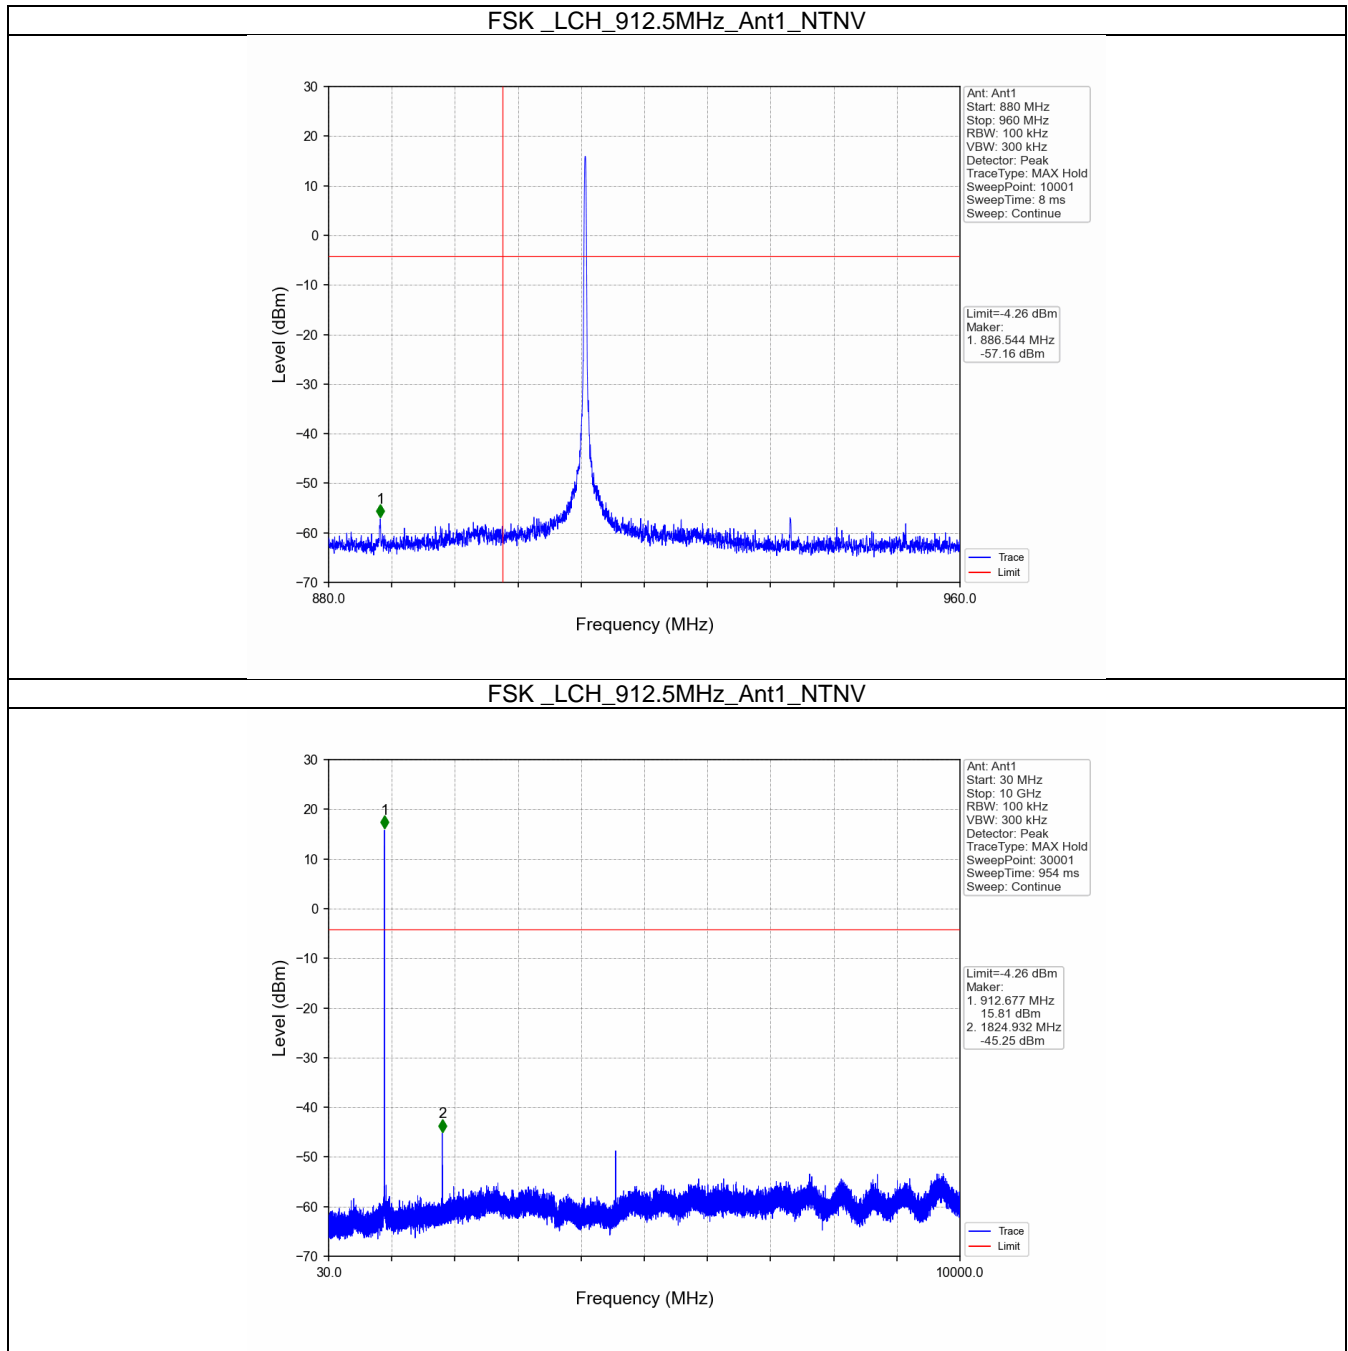 FSK _LCH_912.5MHz_Ant1_NTNV
30
20
10
0
−10
−20
−30
−40
−50
−60
−70
Level (dBm)
1
880.0
960.0
Frequency (MHz)
Ant: Ant1
Start: 880 MHz
Stop: 960 MHz
RBW: 100 kHz
VBW: 300 kHz
Detector: Peak
TraceType: MAX Hold
SweepPoint: 10001
SweepTime: 8 ms
Sweep: Continue
Limit=-4.26 dBm
Maker:
1. 886.544 MHz
-57.16 dBm
Trace
Limit
FSK _LCH_912.5MHz_Ant1_NTNV
30
20
10
0
−10
−20
−30
−40
−50
−60
−70
Level (dBm)
1
2
30.0
10000.0
Frequency (MHz)
Ant: Ant1
Start: 30 MHz
Stop: 10 GHz
RBW: 100 kHz
VBW: 300 kHz
Detector: Peak
TraceType: MAX Hold
SweepPoint: 30001
SweepTime: 954 ms
Sweep: Continue
Limit=-4.26 dBm
Maker:
1. 912.677 MHz
15.81 dBm
2. 1824.932 MHz
-45.25 dBm
Trace
Limit